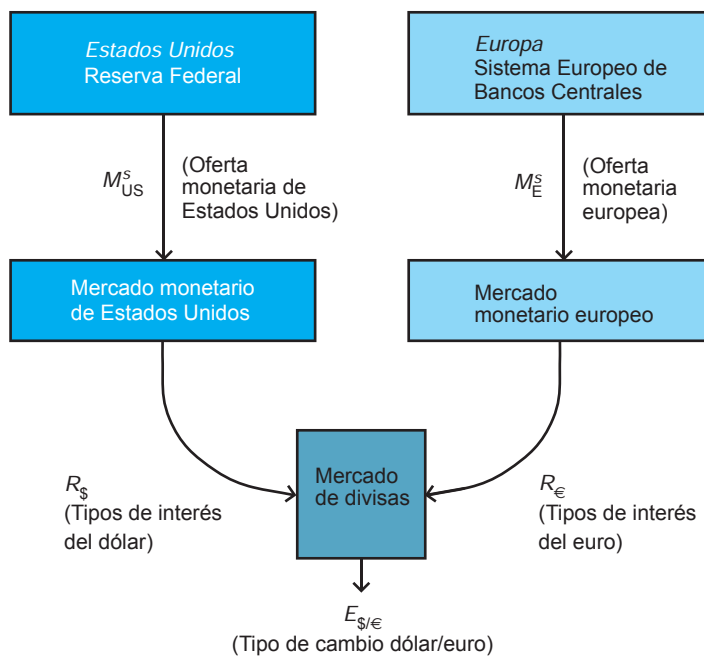 Estados Unidos
Reserva Federal
Europa
Sistema Europeo de
Bancos Centrales
M^s_US
(Oferta
monetaria de
Estados Unidos)
M^s_E
(Oferta
monetaria
europea)
Mercado monetario
de Estados Unidos
Mercado
monetario europeo
Mercado
de divisas
R_$
(Tipos de interés
del dólar)
R_€
(Tipos de interés
del euro)
E_$/€
(Tipo de cambio dólar/euro)